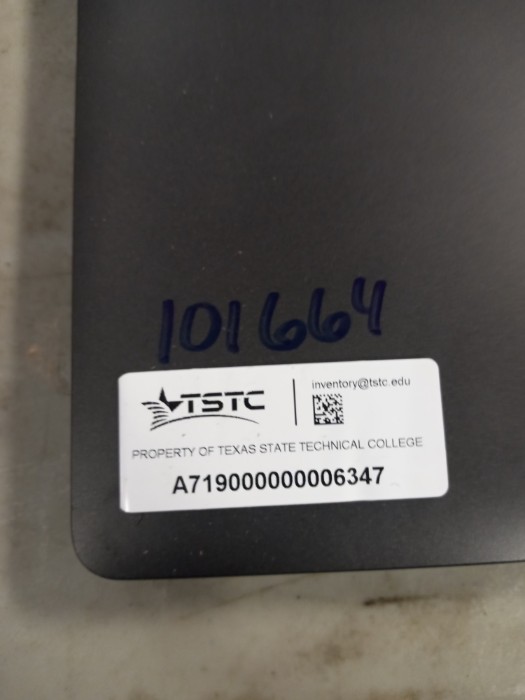 101664
TSTC
inventory@tstc.edu
PROPERTY OF TEXAS STATE TECHNICAL COLLEGE
A719000000006347